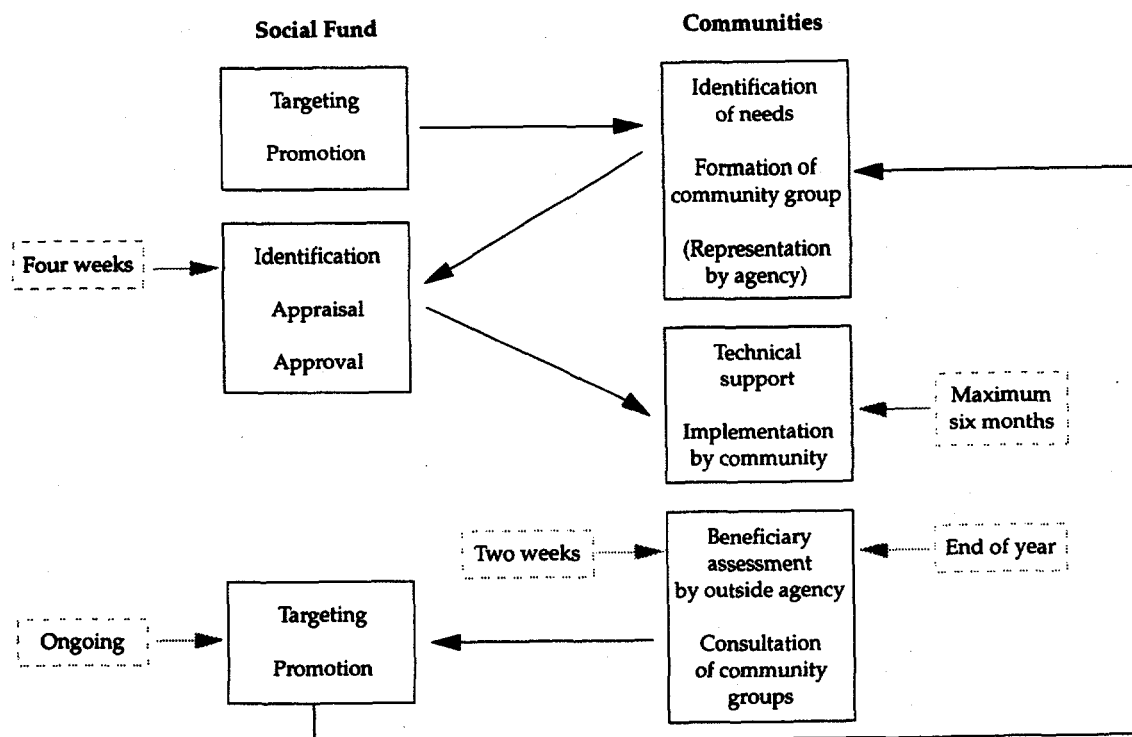 Social Fund
Communities
Targeting
Promotion
Identification
of needs
Formation of
community group
(Representation
by agency)
Four weeks
Identification
Appraisal
Approval
Technical
support
Implementation
by community
Maximum
six months
Two weeks
Beneficiary
assessment
by outside agency
Consultation
of community
groups
End of year
Ongoing
Targeting
Promotion